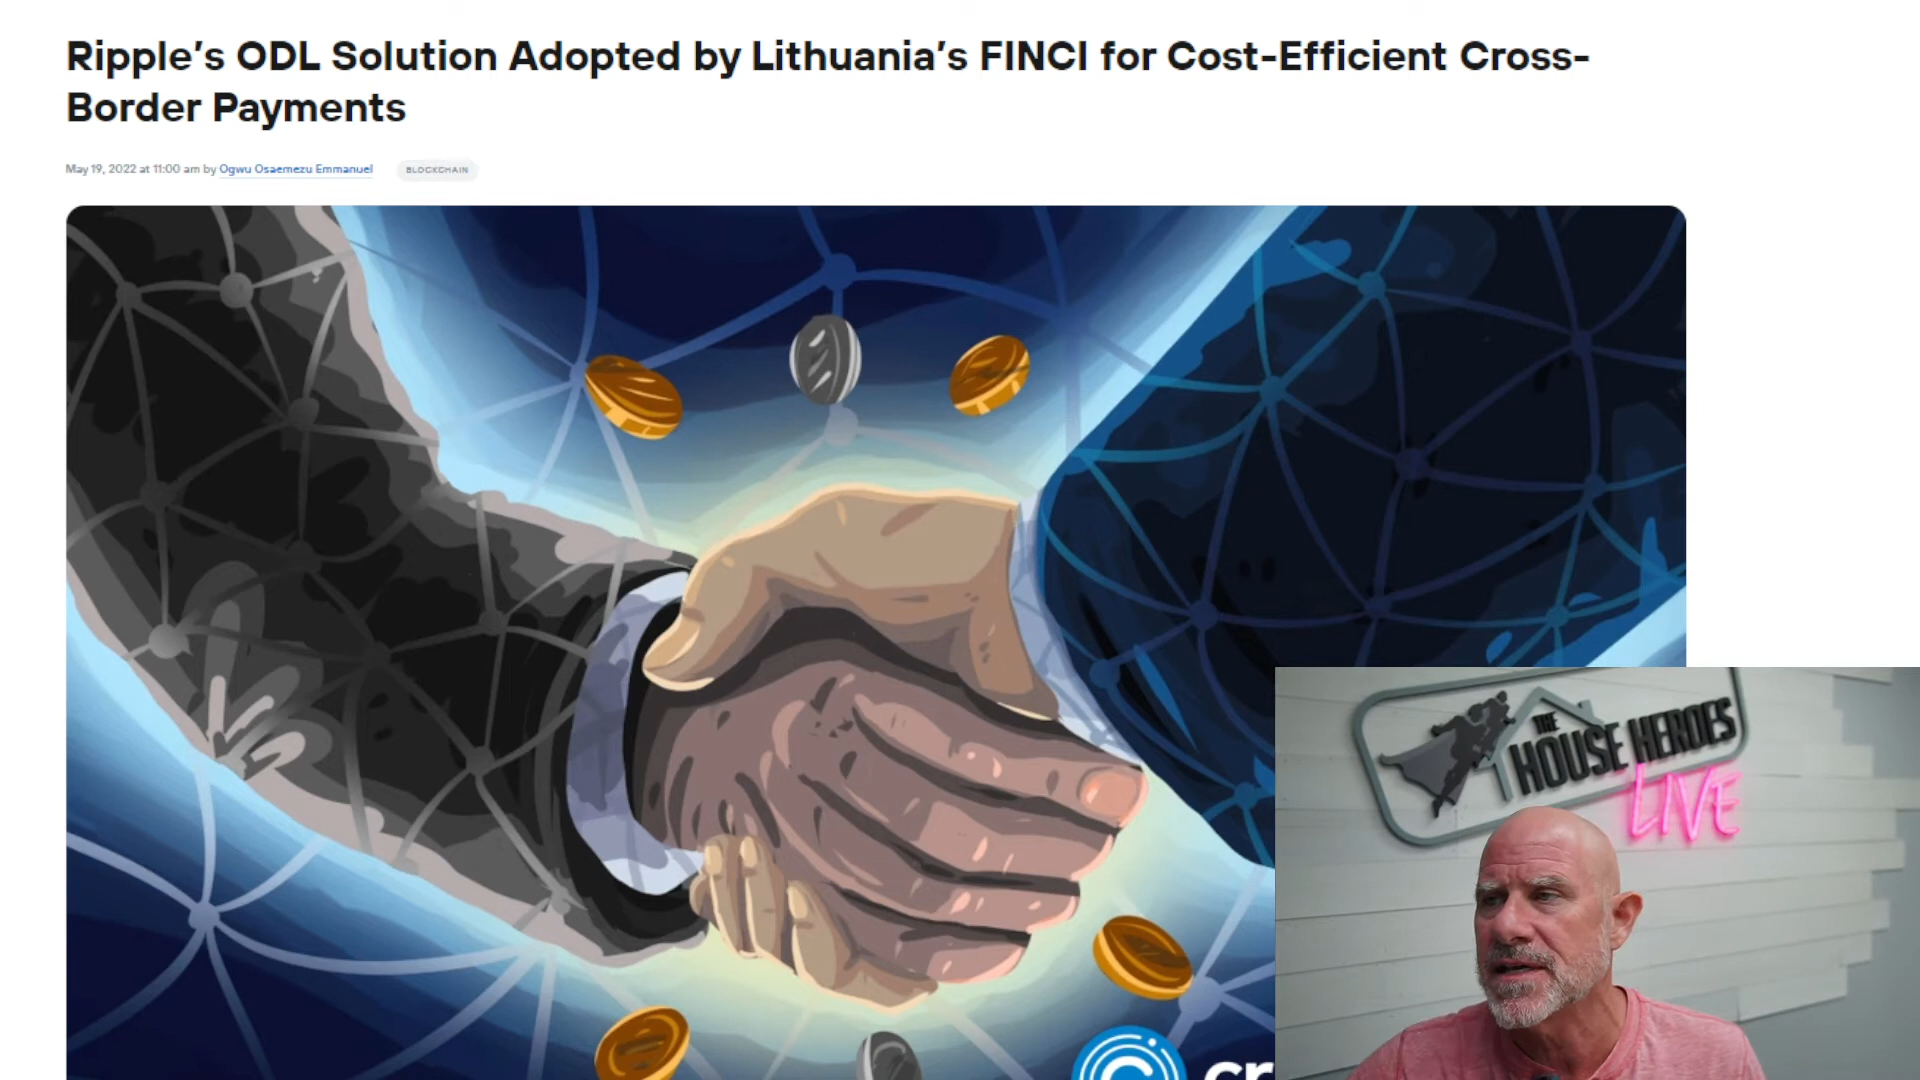 Ripple's ODL Solution Adopted by Lithuania's FINCI for Cost-Efficient Cross-
Border Payments
May 19, 2022 at 11:00 am by Ogwu Osaemezu Emmanuel
BLOCKCHAIN
THE
HOUSE HEROES
LIVE
cr